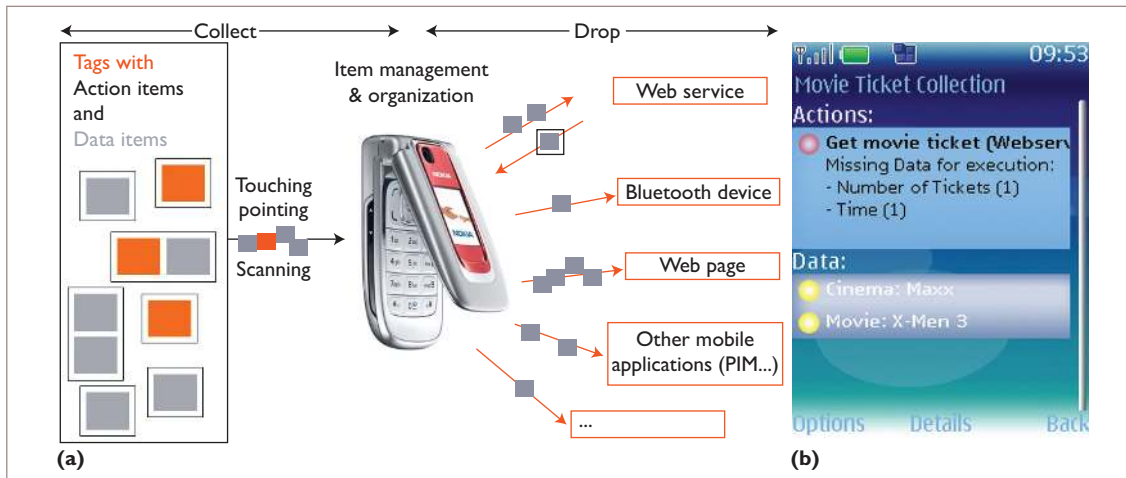 Collect
Drop
Tags with
Action items
and
Data items
Touching
pointing
Scanning
Item management
& organization
NOKIA
NOKIA
Web service
Bluetooth device
Web page
Other mobile
applications (PIM...)
...
(a)
09:53
Movie Ticket Collection
Actions:
Get movie ticket (Webserv
Missing Data for execution:
- Number of Tickets (1)
- Time (1)
Data:
Cinema: Maxx
Movie: X-Men 3
Options Details Back
(b)